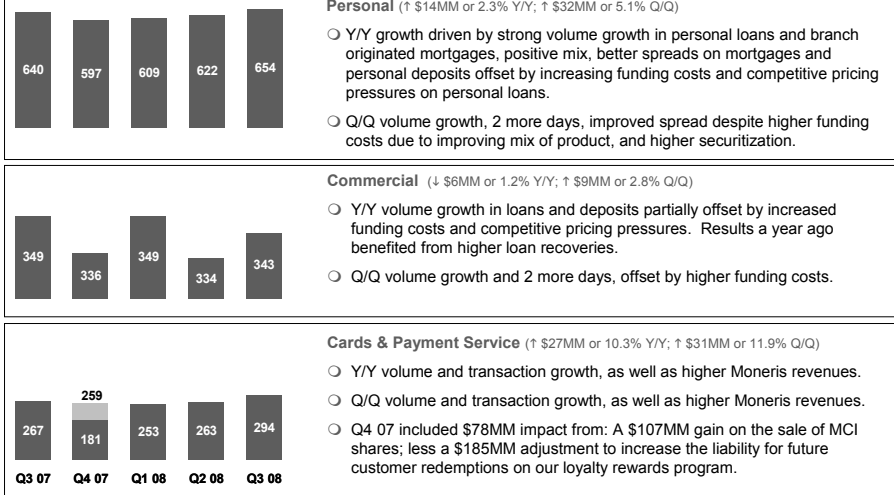 Personal (↑ $14MM or 2.3% Y/Y; ↑ $32MM or 5.1% Q/Q)
640 597 609 622 654
❍ Y/Y growth driven by strong volume growth in personal loans and branch
originated mortgages, positive mix, better spreads on mortgages and
personal deposits offset by increasing funding costs and competitive pricing
pressures on personal loans.
❍ Q/Q volume growth, 2 more days, improved spread despite higher funding
costs due to improving mix of product, and higher securitization.
Commercial (↓ $6MM or 1.2% Y/Y; ↑ $9MM or 2.8% Q/Q)
349 336 349 334 343
❍ Y/Y volume growth in loans and deposits partially offset by increased
funding costs and competitive pricing pressures. Results a year ago
benefited from higher loan recoveries.
❍ Q/Q volume growth and 2 more days, offset by higher funding costs.
Cards & Payment Service (↑ $27MM or 10.3% Y/Y; ↑ $31MM or 11.9% Q/Q)
259
267 181 253 263 294
Q3 07 Q4 07 Q1 08 Q2 08 Q3 08
❍ Y/Y volume and transaction growth, as well as higher Moneris revenues.
❍ Q/Q volume and transaction growth, as well as higher Moneris revenues.
❍ Q4 07 included $78MM impact from: A $107MM gain on the sale of MCI
shares; less a $185MM adjustment to increase the liability for future
customer redemptions on our loyalty rewards program.